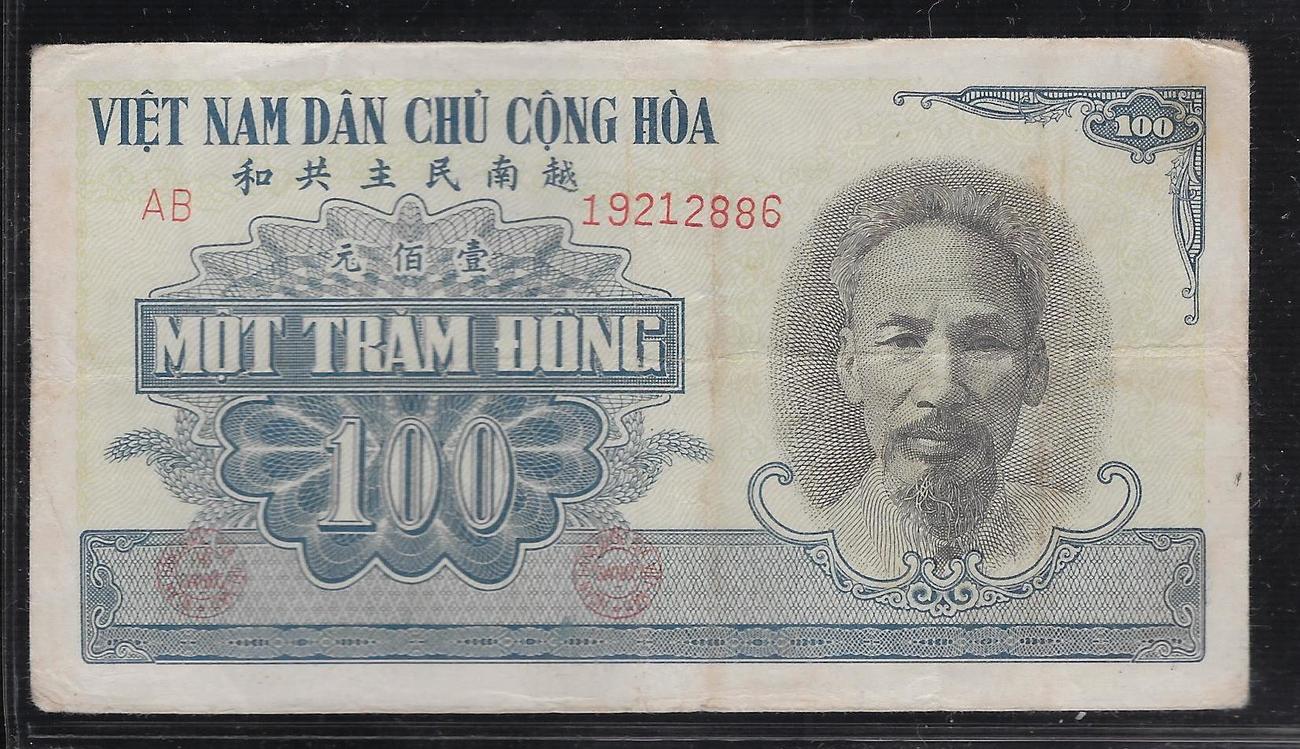 VIỆT NAM DÂN CHỦ CỘNG HÒA
100
和共主民南越
AB
19212886
元佰壹
MỘT TRĂM ĐỒNG
100